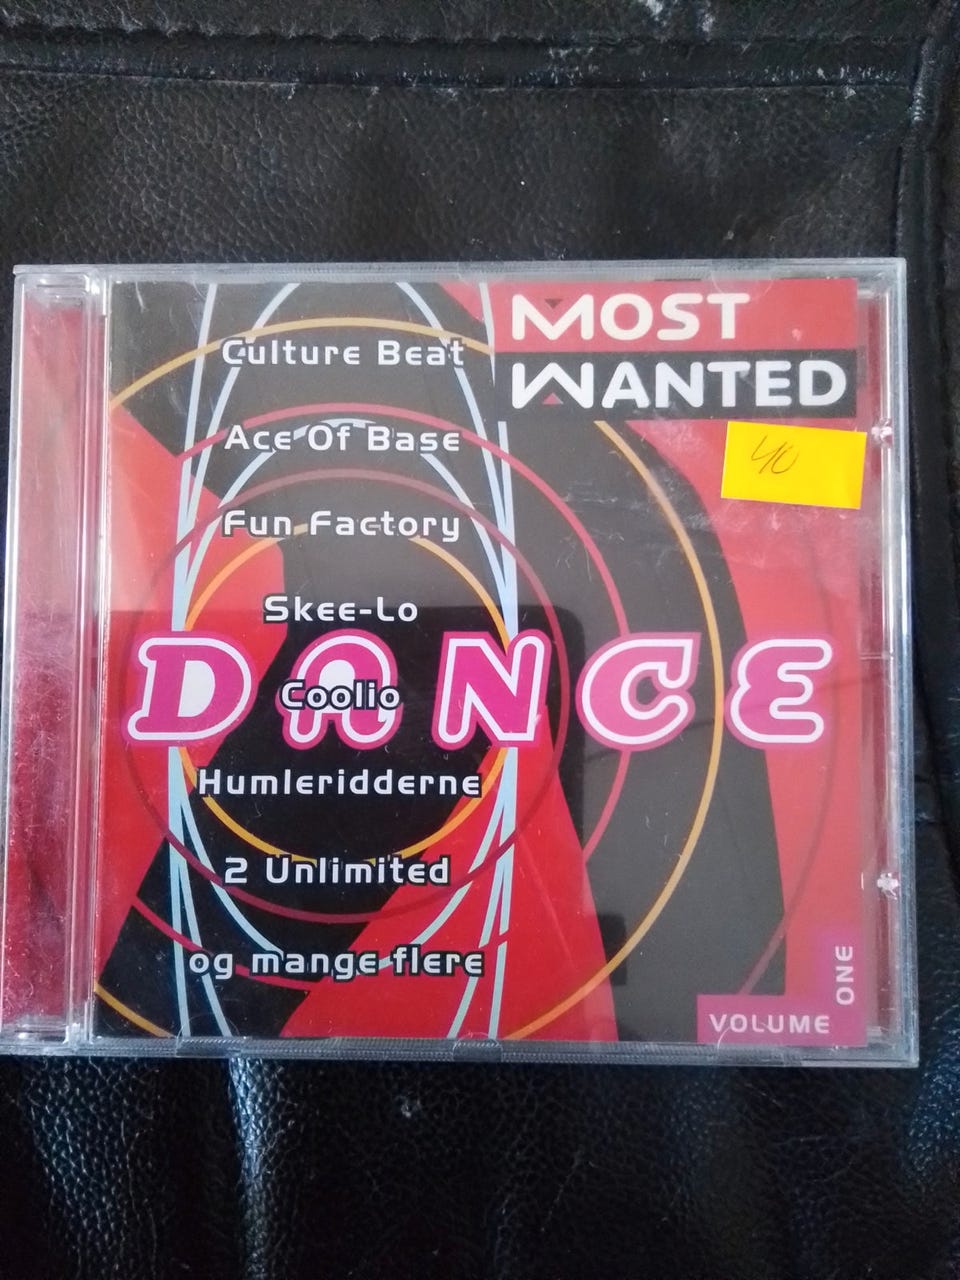 MOST
WANTED
40
Culture Beat
Ace Of Base
Fun Factory
Skee-Lo
DANCE
Coolio
Humleridderne
2 Unlimited
og mange flere
VOLUME
ONE